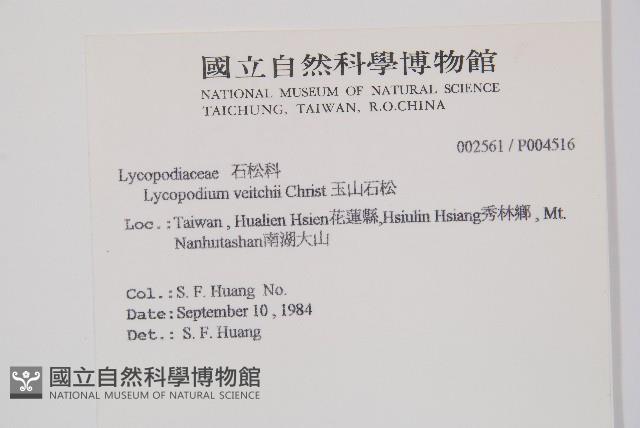 國立自然科學博物館
NATIONAL MUSEUM OF NATURAL SCIENCE
TAICHUNG, TAIWAN, R.O.CHINA
002561 / P004516
Lycopodiaceae 石松科
Lycopodium veitchii Christ 玉山石松
Loc.:Taiwan , Hualien Hsien花蓮縣,Hsiulin Hsiang秀林鄉 , Mt.
Nanhutashan南湖大山
Col.: S. F. Huang No.
Date:September 10 , 1984
Det.: S. F. Huang
國立自然科學博物館
NATIONAL MUSEUM OF NATURAL SCIENCE